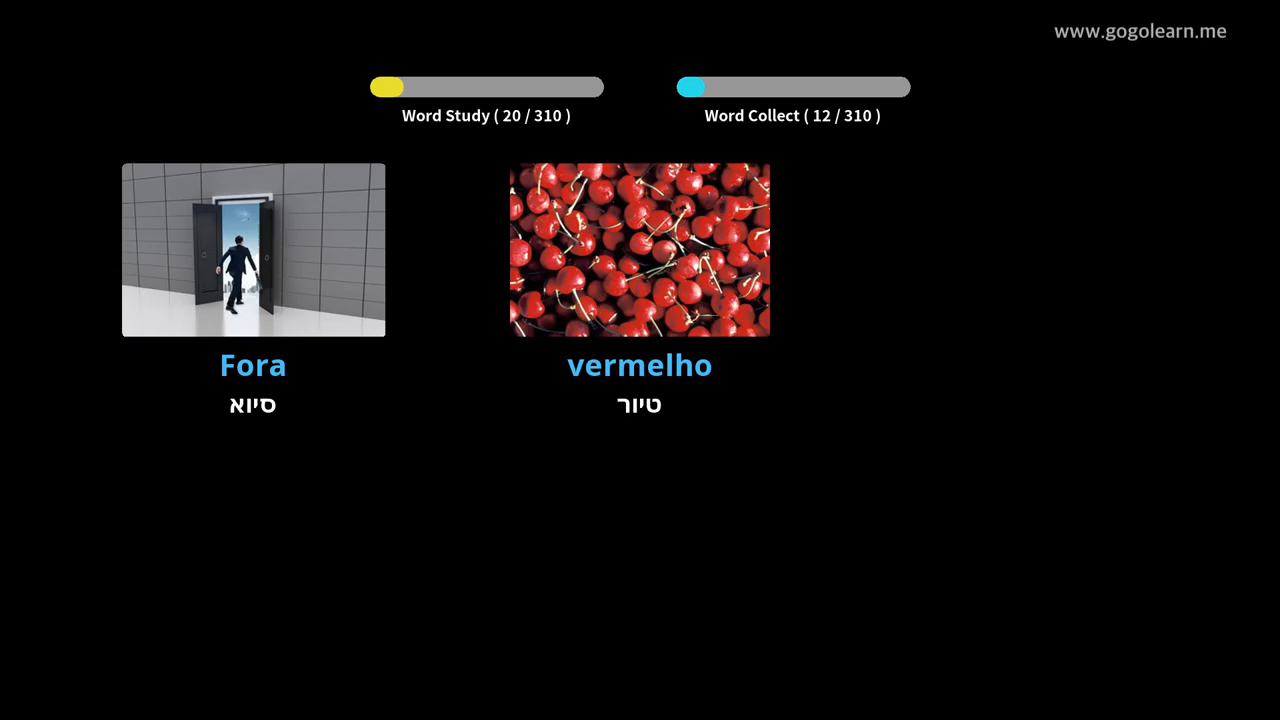 www.gogolearn.me
Word Study ( 20 / 310 )
Word Collect ( 12 / 310 )
Fora
סיוא
vermelho
טיור